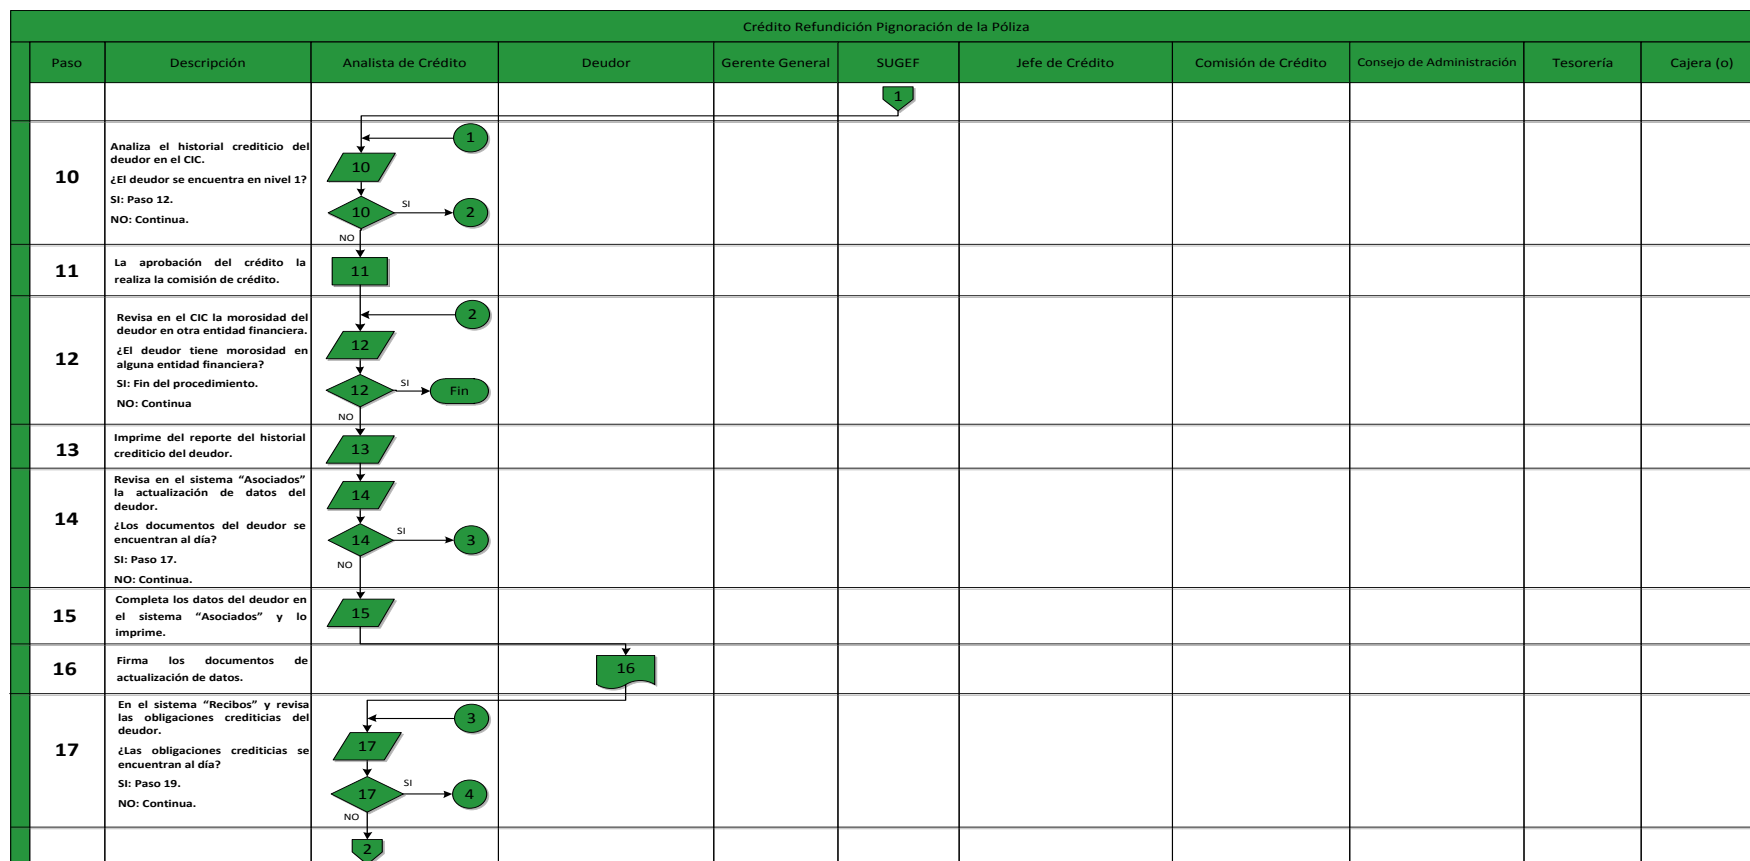 Crédito Refundición Pignoración de la Póliza
Paso
Descripción
Analista de Crédito
Deudor
Gerente General
SUGEF
Jefe de Crédito
Comisión de Crédito
Consejo de Administración
Tesorería
Cajera (o)
1
10
Analiza el historial crediticio del
deudor en el CIC.
¿El deudor se encuentra en nivel 1?
SI: Paso 12.
NO: Continua.
1
10
10
SI
2
NO
11
La aprobación del crédito la
realiza la comisión de crédito.
11
12
Revisa en el CIC la morosidad del
deudor en otra entidad financiera.
¿El deudor tiene morosidad en
alguna entidad financiera?
SI: Fin del procedimiento.
NO: Continua
2
12
12
SI
Fin
NO
13
Imprime del reporte del historial
crediticio del deudor.
13
14
Revisa en el sistema “Asociados”
la actualización de datos del
deudor.
¿Los documentos del deudor se
encuentran al día?
SI: Paso 17.
NO: Continua.
14
14
SI
3
NO
15
Completa los datos del deudor en
el sistema “Asociados” y lo
imprime.
15
16
Firma los documentos de
actualización de datos.
16
17
En el sistema “Recibos” y revisa
las obligaciones crediticias del
deudor.
¿Las obligaciones crediticias se
encuentran al día?
SI: Paso 19.
NO: Continua.
3
17
17
SI
4
NO
2